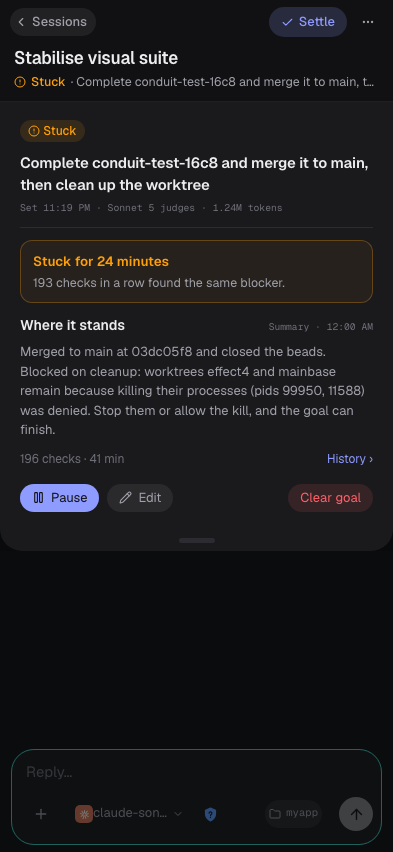 Sessions
Settle
Stabilise visual suite
Stuck · Complete conduit-test-16c8 and merge it to main, t…
Stuck
Complete conduit-test-16c8 and merge it to main,
then clean up the worktree
Set 11:19 PM · Sonnet 5 judges · 1.24M tokens
Stuck for 24 minutes
193 checks in a row found the same blocker.
Where it stands
Summary · 12:00 AM
Merged to main at 03dc05f8 and closed the beads.
Blocked on cleanup: worktrees effect4 and mainbase
remain because killing their processes (pids 99950, 11588)
was denied. Stop them or allow the kill, and the goal can
finish.
196 checks · 41 min
History ›
Pause
Edit
Clear goal
Reply…
claude-son…
myapp